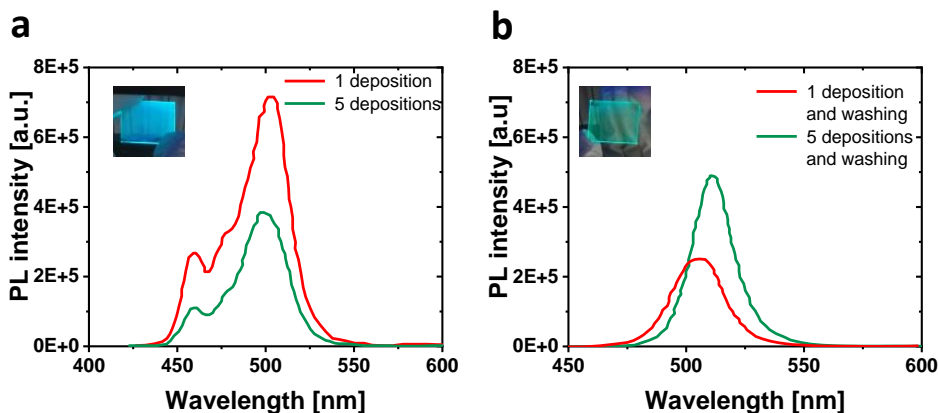 a
8E+5
6E+5
4E+5
2E+5
0E+0
PL intensity [a.u.]
400 450 500 550 600
Wavelength [nm]
1 deposition
5 depositions
b
8E+5
6E+5
4E+5
2E+5
0E+0
PL intensity [a.u]
450 500 550 600
Wavelength [nm]
1 deposition
and washing
5 depositions
and washing